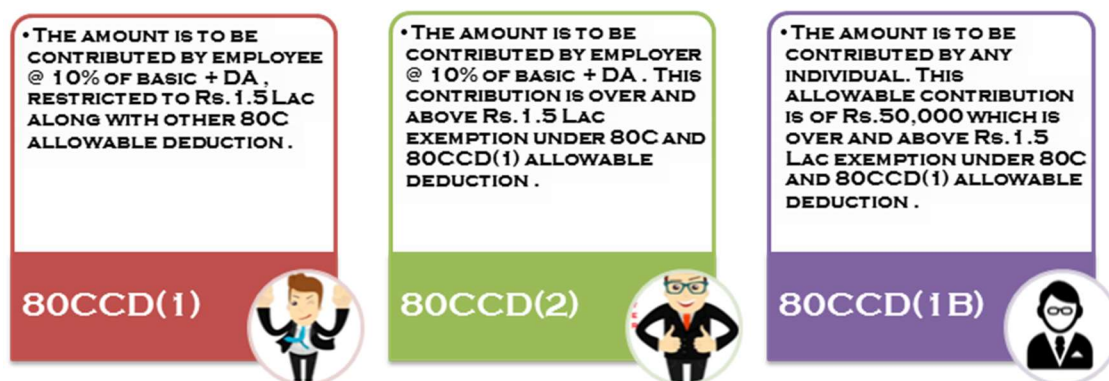 •THE AMOUNT IS TO BE
CONTRIBUTED BY EMPLOYEE
@ 10% OF BASIC + DA ,
RESTRICTED TO RS.1.5 LAC
ALONG WITH OTHER 80C
ALLOWABLE DEDUCTION .
80CCD(1)
•THE AMOUNT IS TO BE
CONTRIBUTED BY EMPLOYER
@ 10% OF BASIC + DA . THIS
CONTRIBUTION IS OVER AND
ABOVE RS.1.5 LAC
EXEMPTION UNDER 80C AND
80CCD(1) ALLOWABLE
DEDUCTION .
80CCD(2)
•THE AMOUNT IS TO BE
CONTRIBUTED BY ANY
INDIVIDUAL. THIS
ALLOWABLE CONTRIBUTION
IS OF RS.50,000 WHICH IS
OVER AND ABOVE RS.1.5
LAC EXEMPTION UNDER 80C
AND 80CCD(1) ALLOWABLE
DEDUCTION .
80CCD(1B)